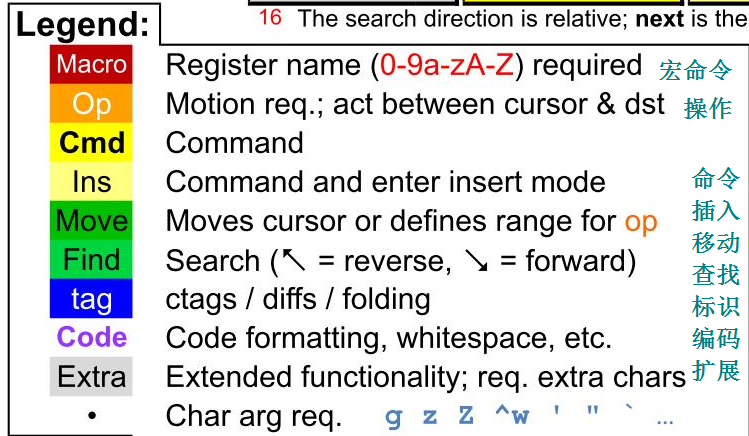 16 The search direction is relative; next is the
Legend:
Macro Register name (0-9a-zA-Z) required 宏命令
Op Motion req.; act between cursor & dst 操作
Cmd Command
Ins Command and enter insert mode 命令
插入
Move Moves cursor or defines range for op
移动
Find Search (↖ = reverse, ↘ = forward) 查找
tag ctags / diffs / folding 标识
Code Code formatting, whitespace, etc. 编码
Extra Extended functionality; req. extra chars 扩展
• Char arg req. g z Z ^w ' " ` ...